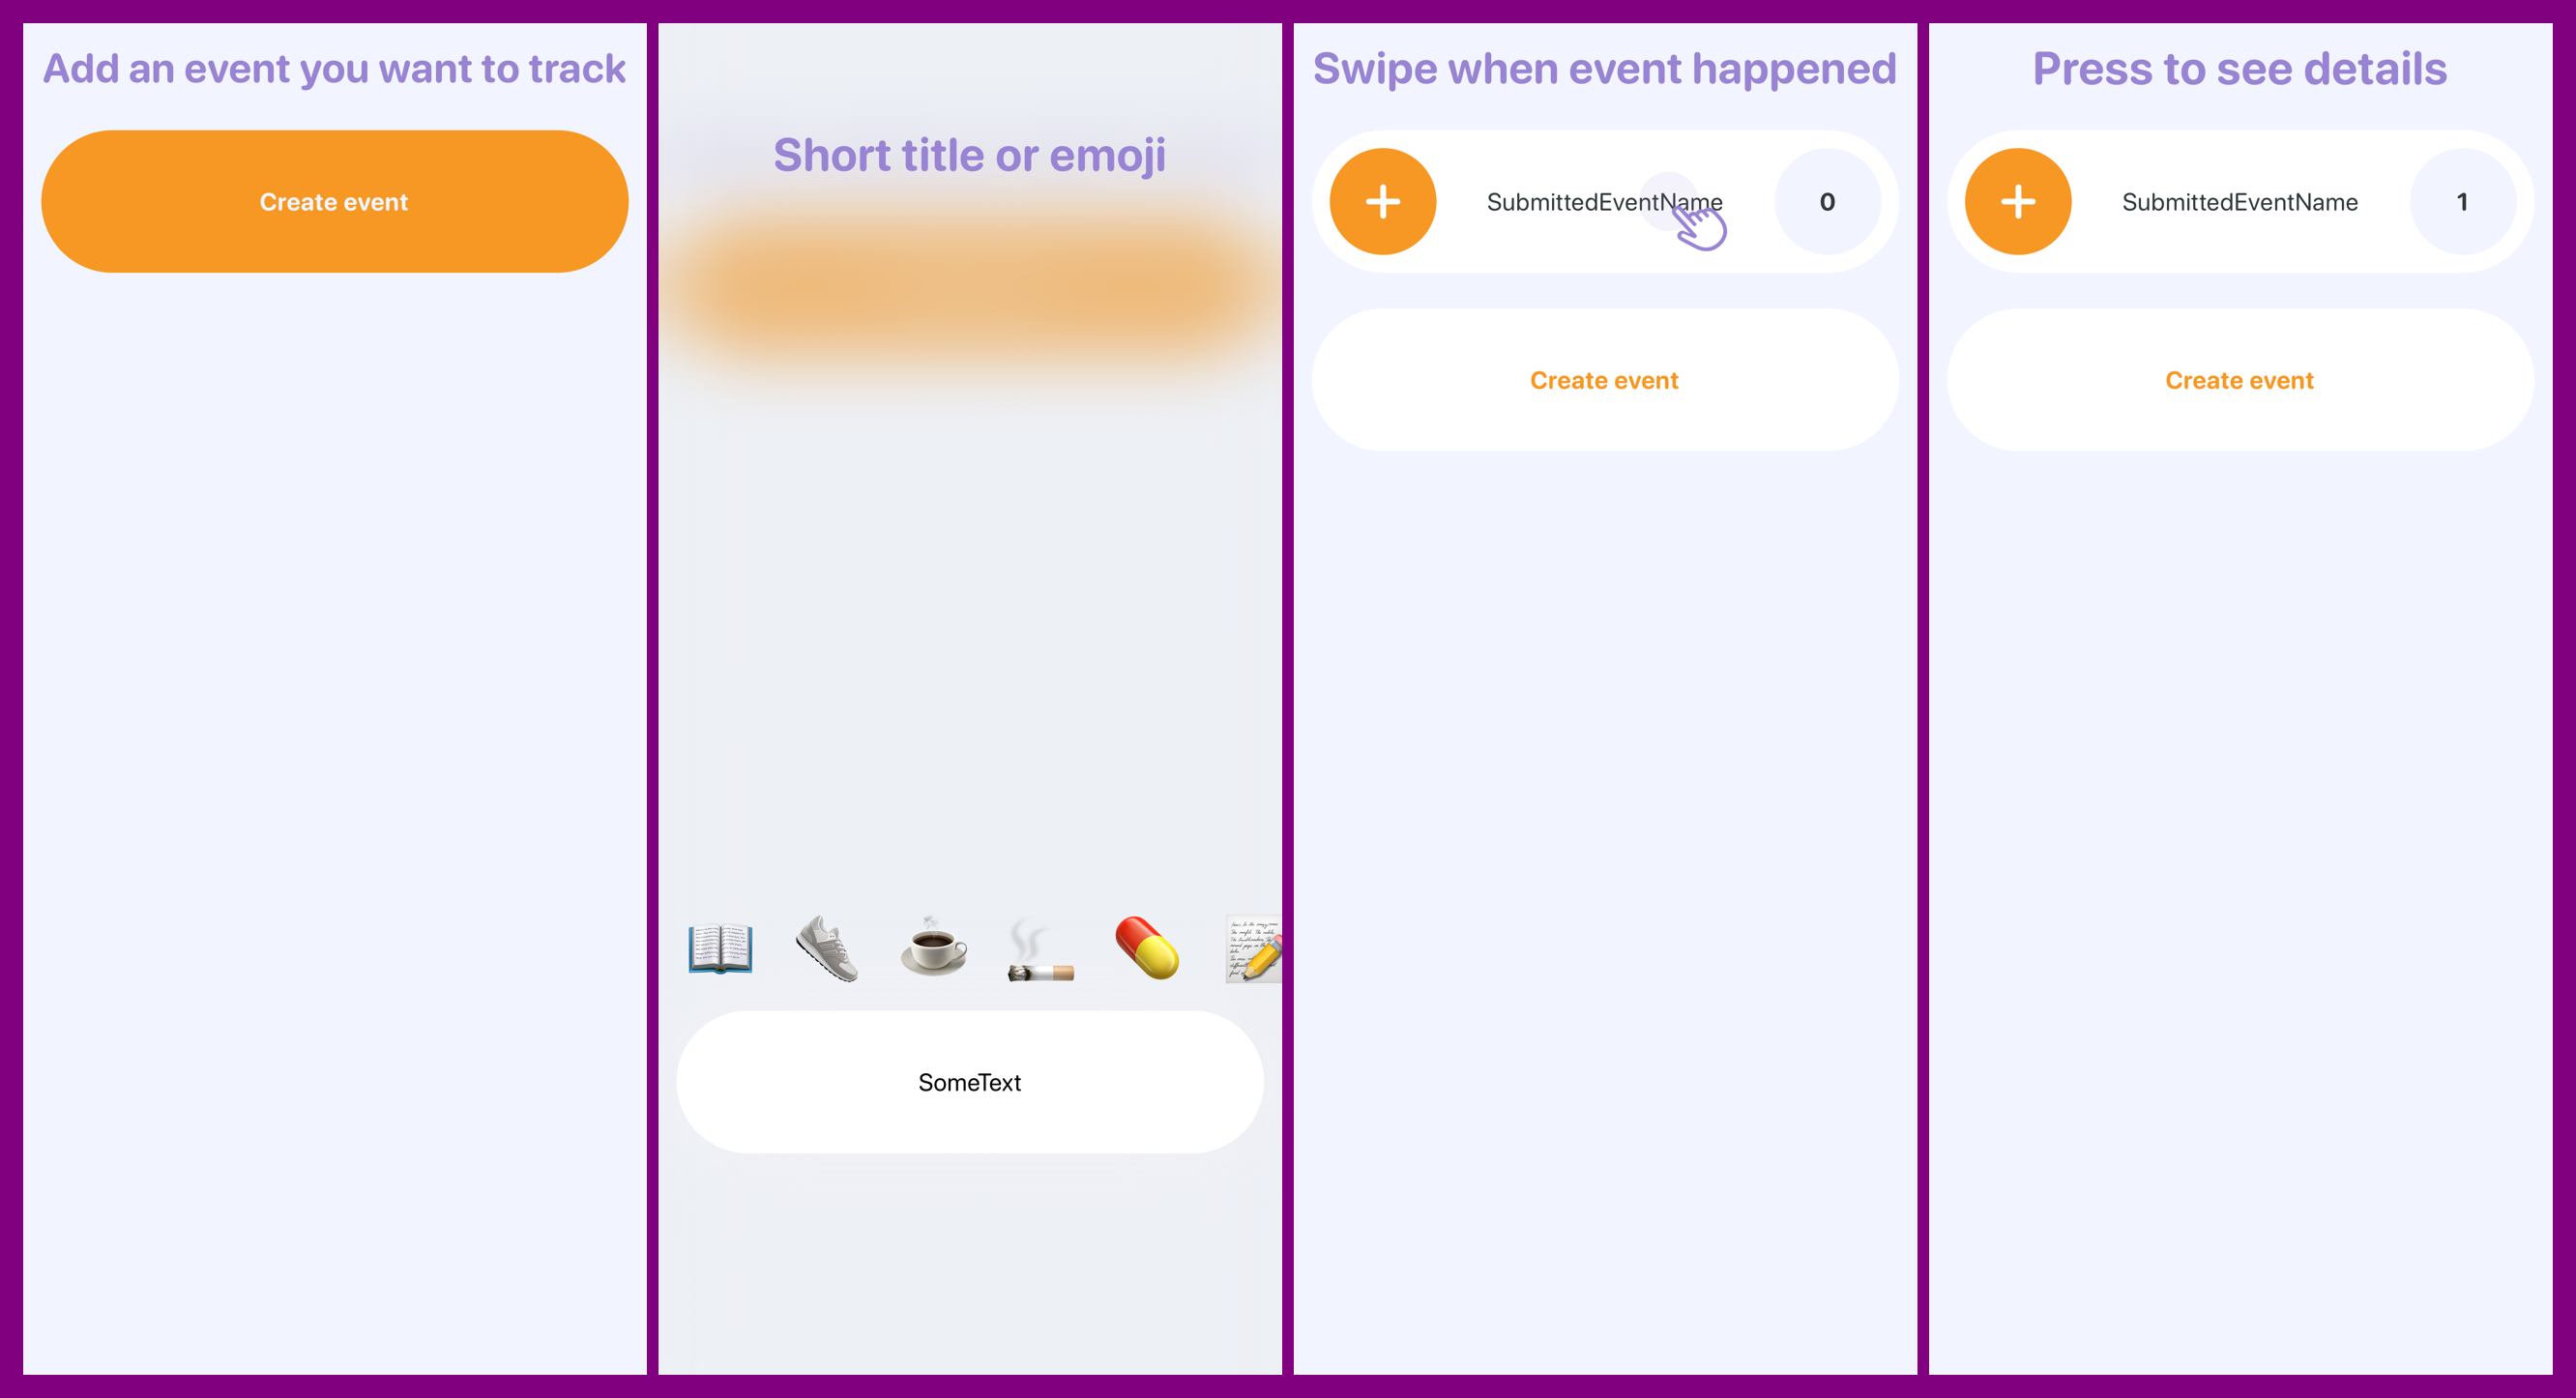 Add an event you want to track
Create event
Short title or emoji
SomeText
Swipe when event happened
SubmittedEventName
0
Create event
Press to see details
SubmittedEventName
1
Create event